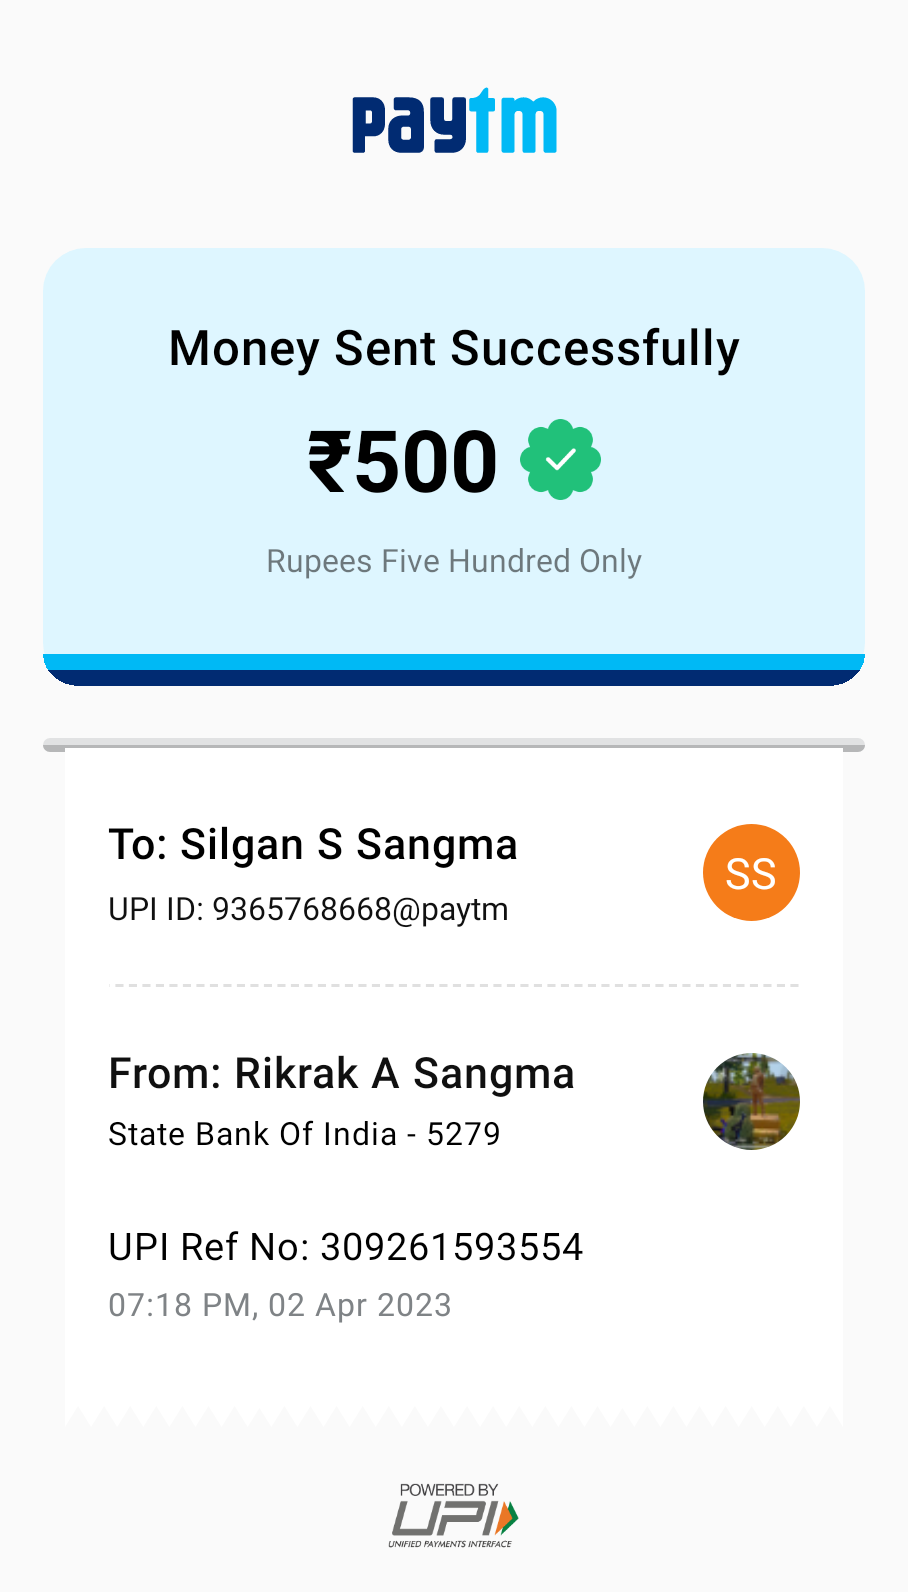 paytm
Money Sent Successfully
₹500
Rupees Five Hundred Only
To: Silgan S Sangma
UPI ID: 9365768668@paytm
SS
From: Rikrak A Sangma
State Bank Of India - 5279
UPI Ref No: 309261593554
07:18 PM, 02 Apr 2023
POWERED BY
UPI
UNIFIED PAYMENTS INTERFACE